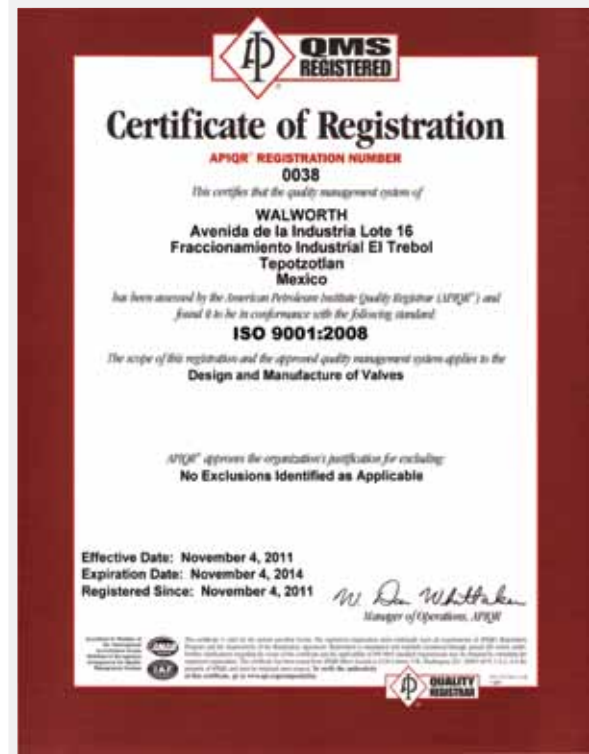 API
QMS
REGISTERED
Certificate of Registration
APIQR® REGISTRATION NUMBER
0038
This certifies that the quality management system of
WALWORTH
Avenida de la Industria Lote 16
Fraccionamiento Industrial El Trebol
Tepotzotlan
Mexico
has been assessed by the American Petroleum Institute Quality Registrar (APIQR®) and
found it to be in conformance with the following standard:
ISO 9001:2008
The scope of this registration and the approved quality management system applies to the
Design and Manufacture of Valves
APIQR® approves the organization's justification for excluding:
No Exclusions Identified as Applicable
Effective Date: November 4, 2011
Expiration Date: November 4, 2014
Registered Since: November 4, 2011
W. Don Whittaker
Manager of Operations, APIQR
API
QUALITY
REGISTRAR